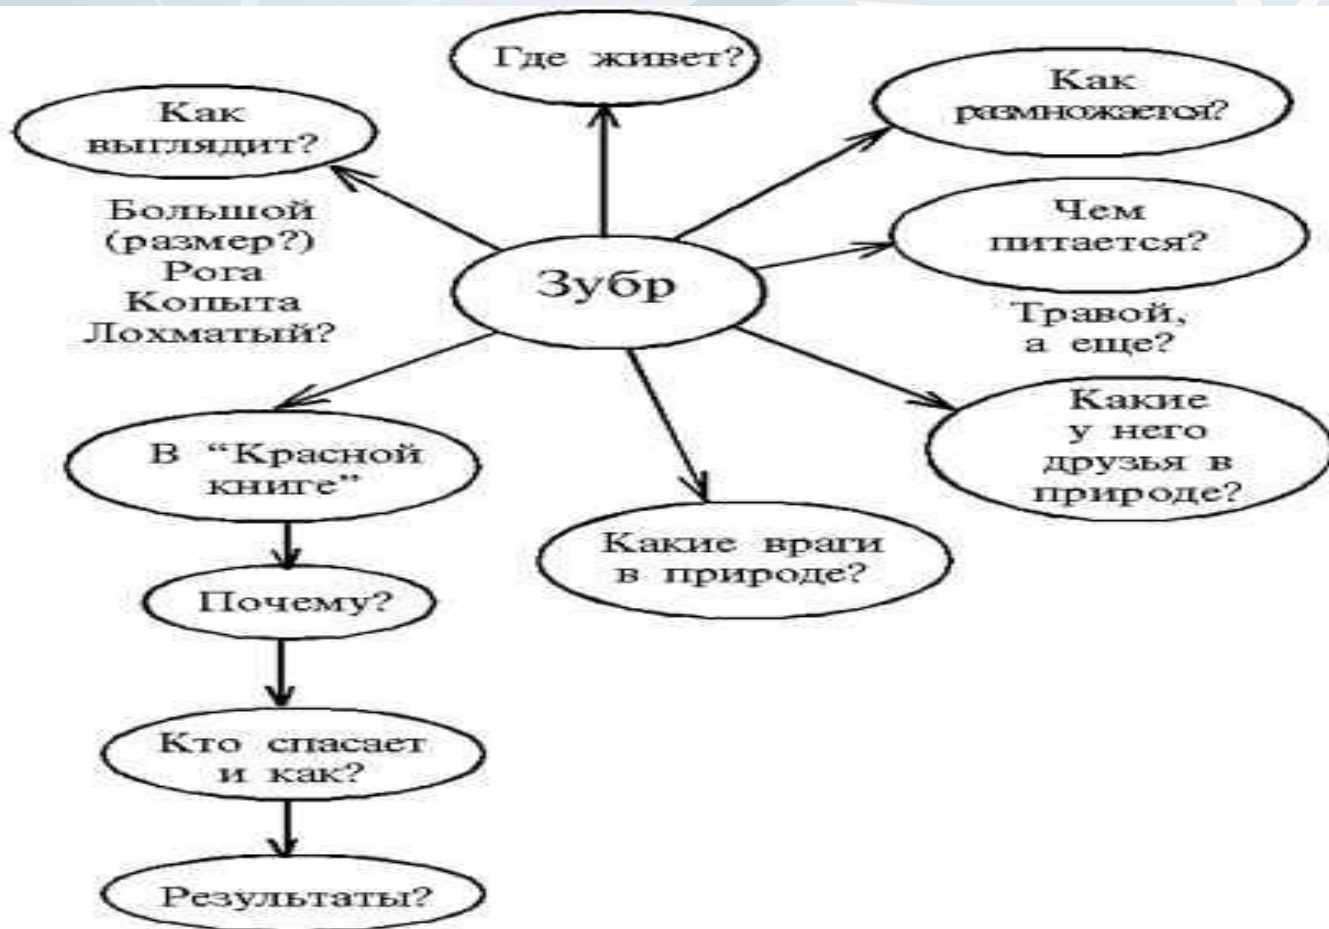 Где живет?
Как
выглядит?
Как
размножается?
Большой
(размер?)
Рога
Копыта
Лохматый?
Чем
питается?
Зубр
Травой,
а еще?
Какие
у него
друзья в
природе?
В “Красной
книге”
Какие враги
в природе?
Почему?
Кто спасает
и как?
Результаты?